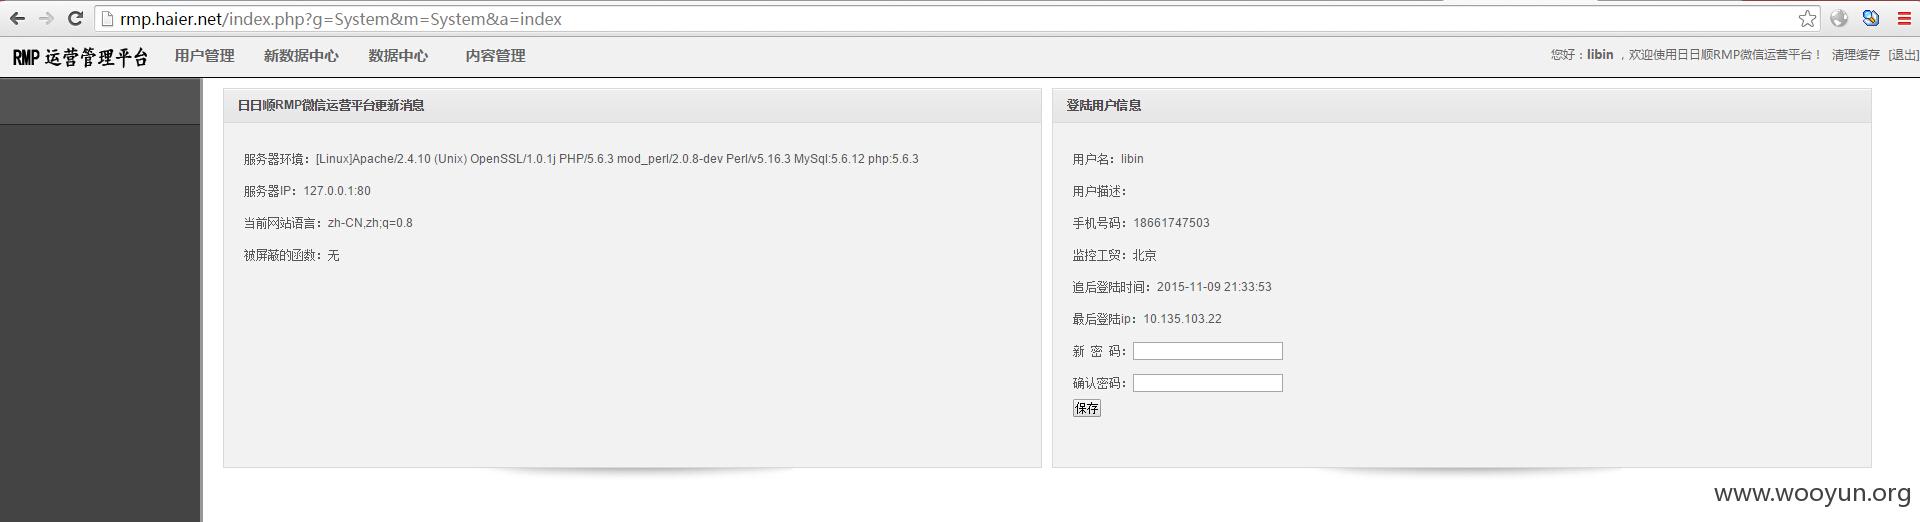 rmp.haier.net/index.php?g=System&m=System&a=index
RMP 运营管理平台 用户管理 新数据中心 数据中心 内容管理 您好：libin ，欢迎使用日日顺RMP微信运营平台！ 清理缓存 [退出]
日日顺RMP微信运营平台更新消息
服务器环境：[Linux]Apache/2.4.10 (Unix) OpenSSL/1.0.1j PHP/5.6.3 mod_perl/2.0.8-dev Perl/v5.16.3 MySql:5.6.12 php:5.6.3
服务器IP：127.0.0.1:80
当前网站语言：zh-CN,zh;q=0.8
被屏蔽的函数：无
登陆用户信息
用户名：libin
用户描述：
手机号码：18661747503
监控工贸：北京
追后登陆时间：2015-11-09 21:33:53
最后登陆ip：10.135.103.22
新 密 码：
确认密码：
保存
www.wooyun.org